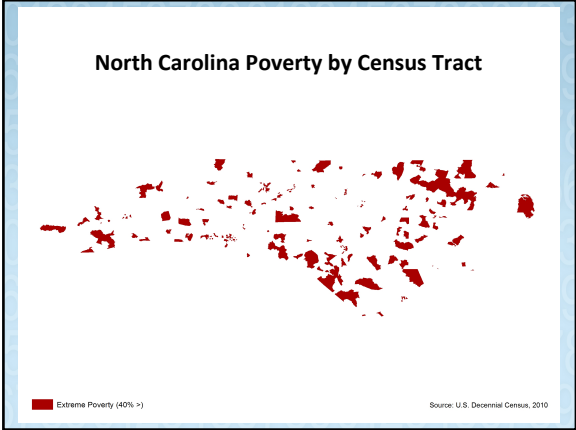 North Carolina Poverty by Census Tract
Extreme Poverty (40% >)
Source: U.S. Decennial Census, 2010